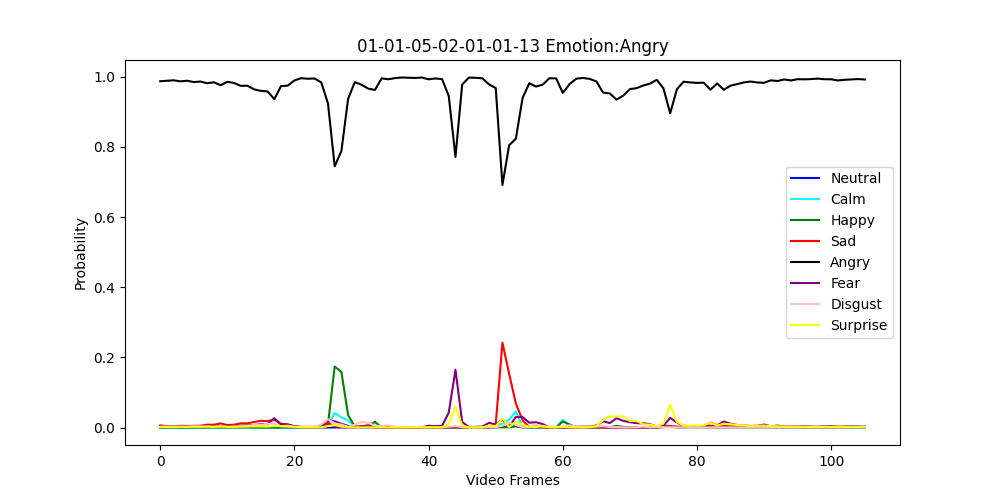 01-01-05-02-01-01-13 Emotion:Angry
1.0
0.8
0.6
0.4
0.2
0.0
Probability
Neutral
Calm
Happy
Sad
Angry
Fear
Disgust
Surprise
0 20 40 60 80 100
Video Frames